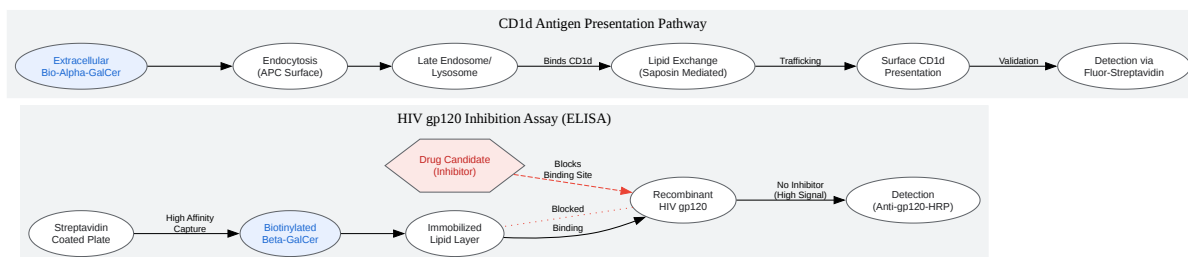 CD1d Antigen Presentation Pathway
Extracellular
Bio-Alpha-GalCer
Endocytosis
(APC Surface)
Late Endosome/
Lysosome
Binds CD1d
Lipid Exchange
(Saposin Mediated)
Trafficking
Surface CD1d
Presentation
Validation
Detection via
Fluor-Streptavidin
HIV gp120 Inhibition Assay (ELISA)
Drug Candidate
(Inhibitor)
Blocks
Binding Site
Streptavidin
Coated Plate
High Affinity
Capture
Biotinylated
Beta-GalCer
Immobilized
Lipid Layer
Blocked
Binding
Recombinant
HIV gp120
No Inhibitor
(High Signal)
Detection
(Anti-gp120-HRP)